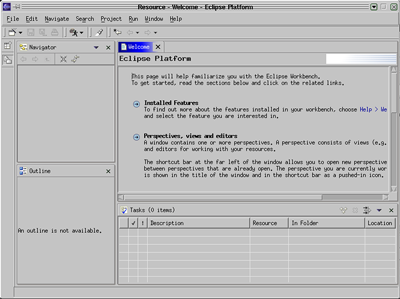 Resource - Welcome - Eclipse Platform
File Edit Navigate Search Project Run Window Help
Navigator
Welcome
Eclipse Platform
This page will help familiarize you with the Eclipse Workbench.
To get started, read the sections below and click on the related links.
Installed Features
To find out more about the features installed in your workbench, choose Help > We
and select the feature you are interested in.
Perspectives, views and editors
A window contains one or more perspectives. A perspective consists of views (e.g.
and editors for working with your resources.
The shortcut bar at the far left of the window allows you to open new perspective
between perspectives that are already open. The perspective you are currently wor
is shown in the title of the window and in the shortcut bar as a pushed-in icon.
Outline
An outline is not available.
Tasks (0 items)
✓ ! Description Resource In Folder Location